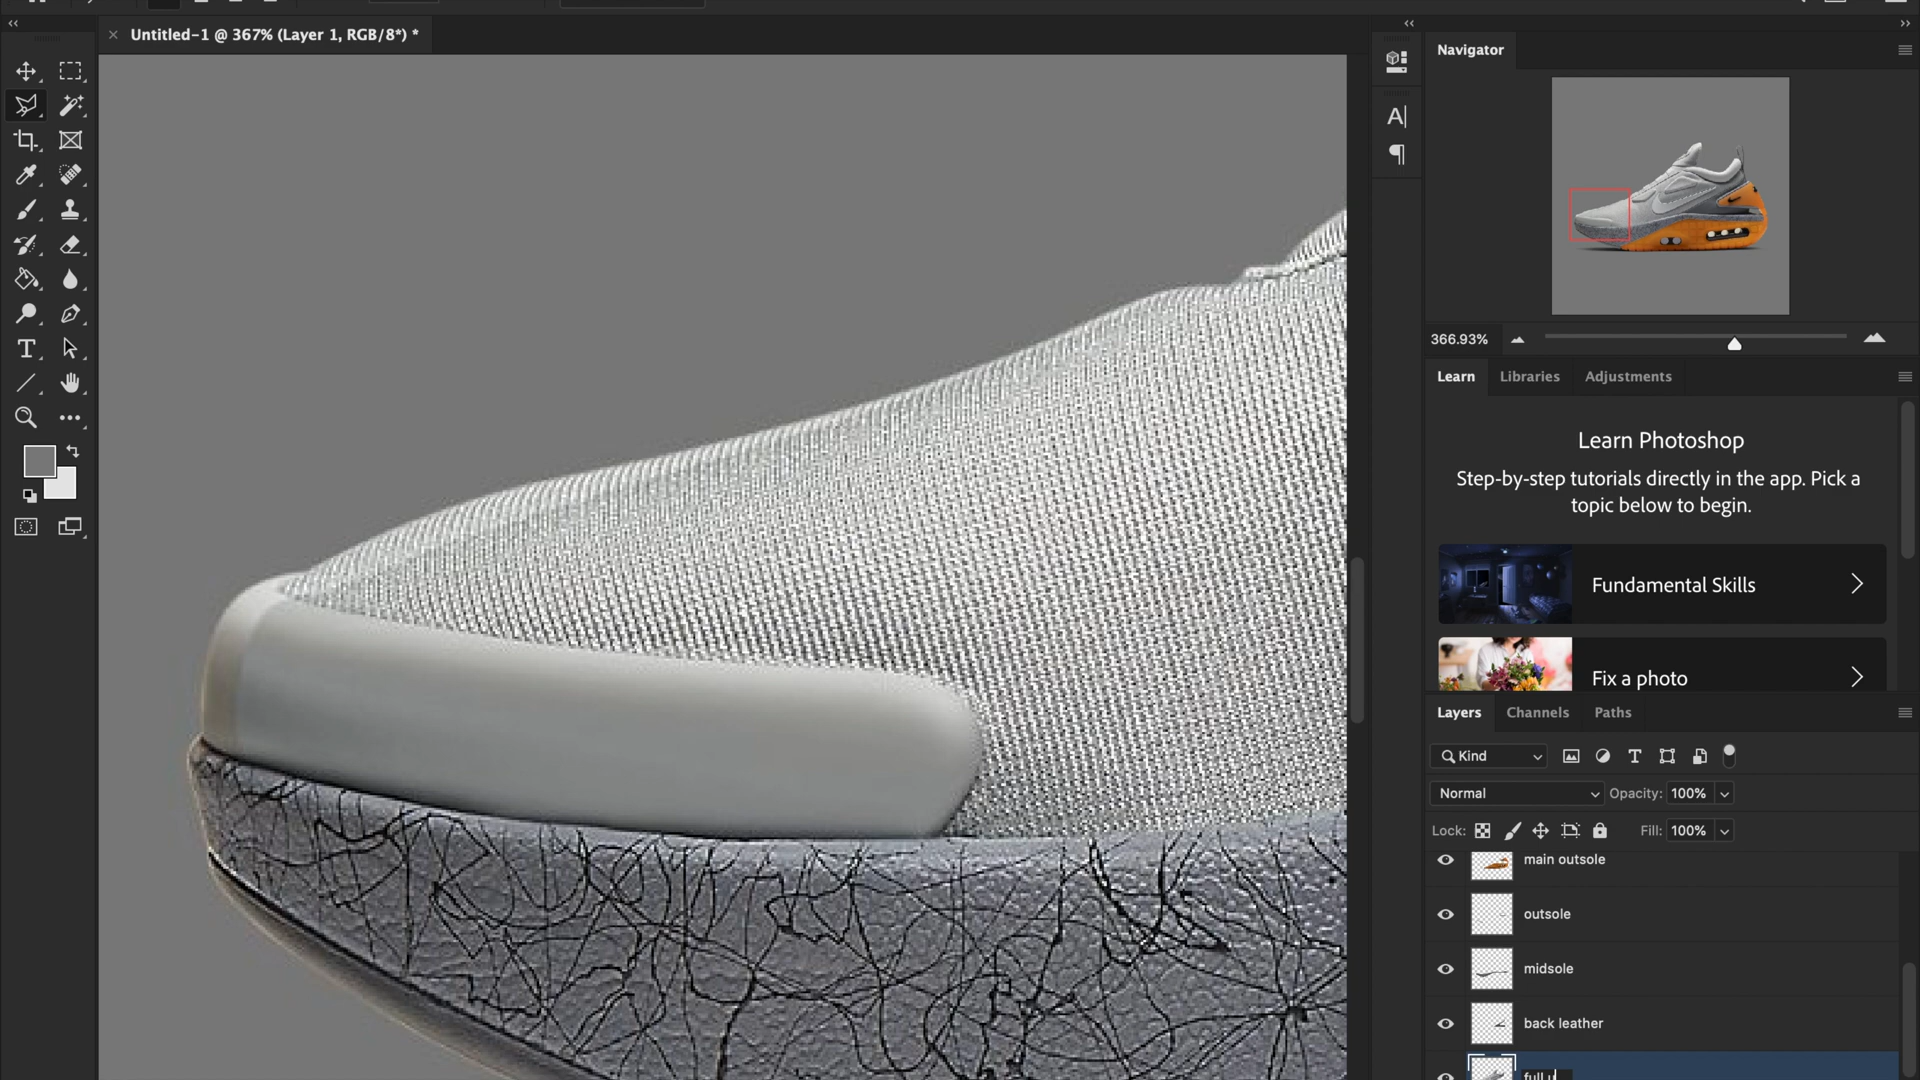 Untitled-1 @ 367% (Layer 1, RGB/8*) *
Navigator
366.93%
Learn Libraries Adjustments
Learn Photoshop
Step-by-step tutorials directly in the app. Pick a
topic below to begin.
Fundamental Skills
Fix a photo
Layers Channels Paths
Kind
Normal Opacity: 100%
Lock: Fill: 100%
main outsole
outsole
midsole
back leather
full u